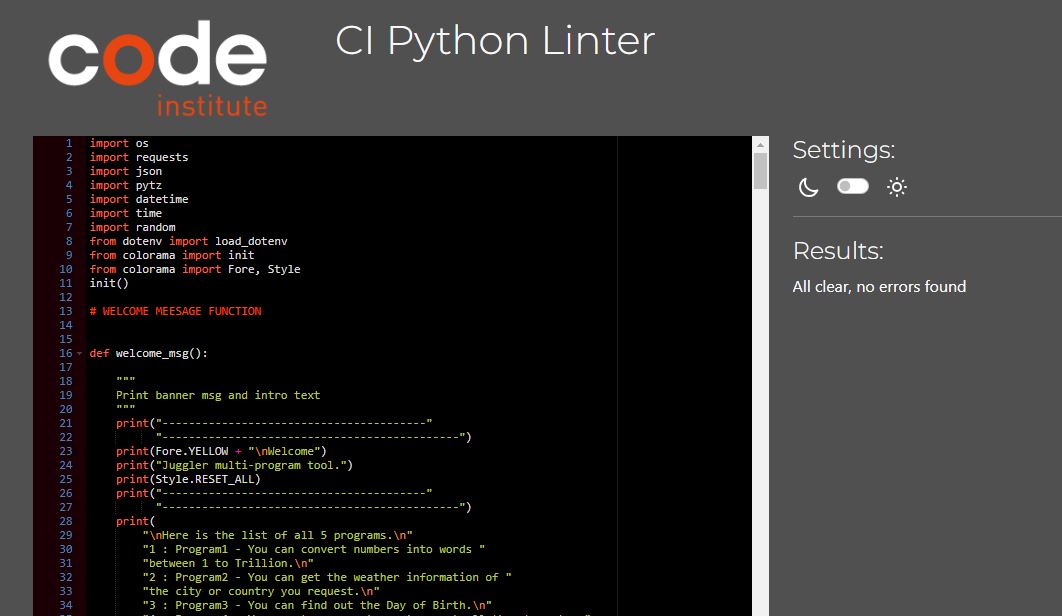 code
institute
CI Python Linter
1 import os
2 import requests
3 import json
4 import pytz
5 import datetime
6 import time
7 import random
8 from dotenv import load_dotenv
9 from colorama import init
10 from colorama import Fore, Style
11 init()
12
13 # WELCOME MEESAGE FUNCTION
14
15
16 def welcome_msg():
17
18 """
19 Print banner msg and intro text
20 """
21 print("----------------------------------------"
22 "---------------------------------------------")
23 print(Fore.YELLOW + "\nWelcome")
24 print("Juggler multi-program tool.")
25 print(Style.RESET_ALL)
26 print("----------------------------------------"
27 "---------------------------------------------")
28 print(
29 "\nHere is the list of all 5 programs.\n"
30 "1 : Program1 - You can convert numbers into words "
31 "between 1 to Trillion.\n"
32 "2 : Program2 - You can get the weather information of "
33 "the city or country you request.\n"
34 "3 : Program3 - You can find out the Day of Birth.\n"
Settings:
Results:
All clear, no errors found